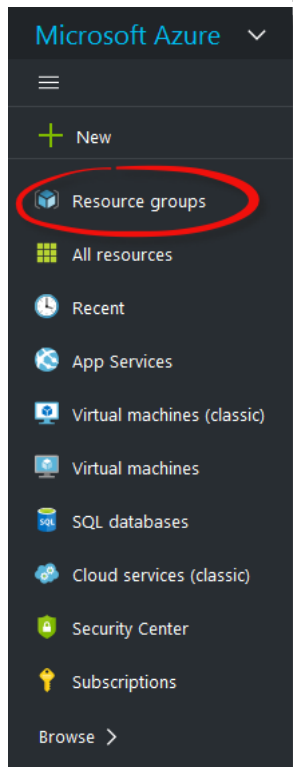 Microsoft Azure
New
Resource groups
All resources
Recent
App Services
Virtual machines (classic)
Virtual machines
SQL databases
Cloud services (classic)
Security Center
Subscriptions
Browse